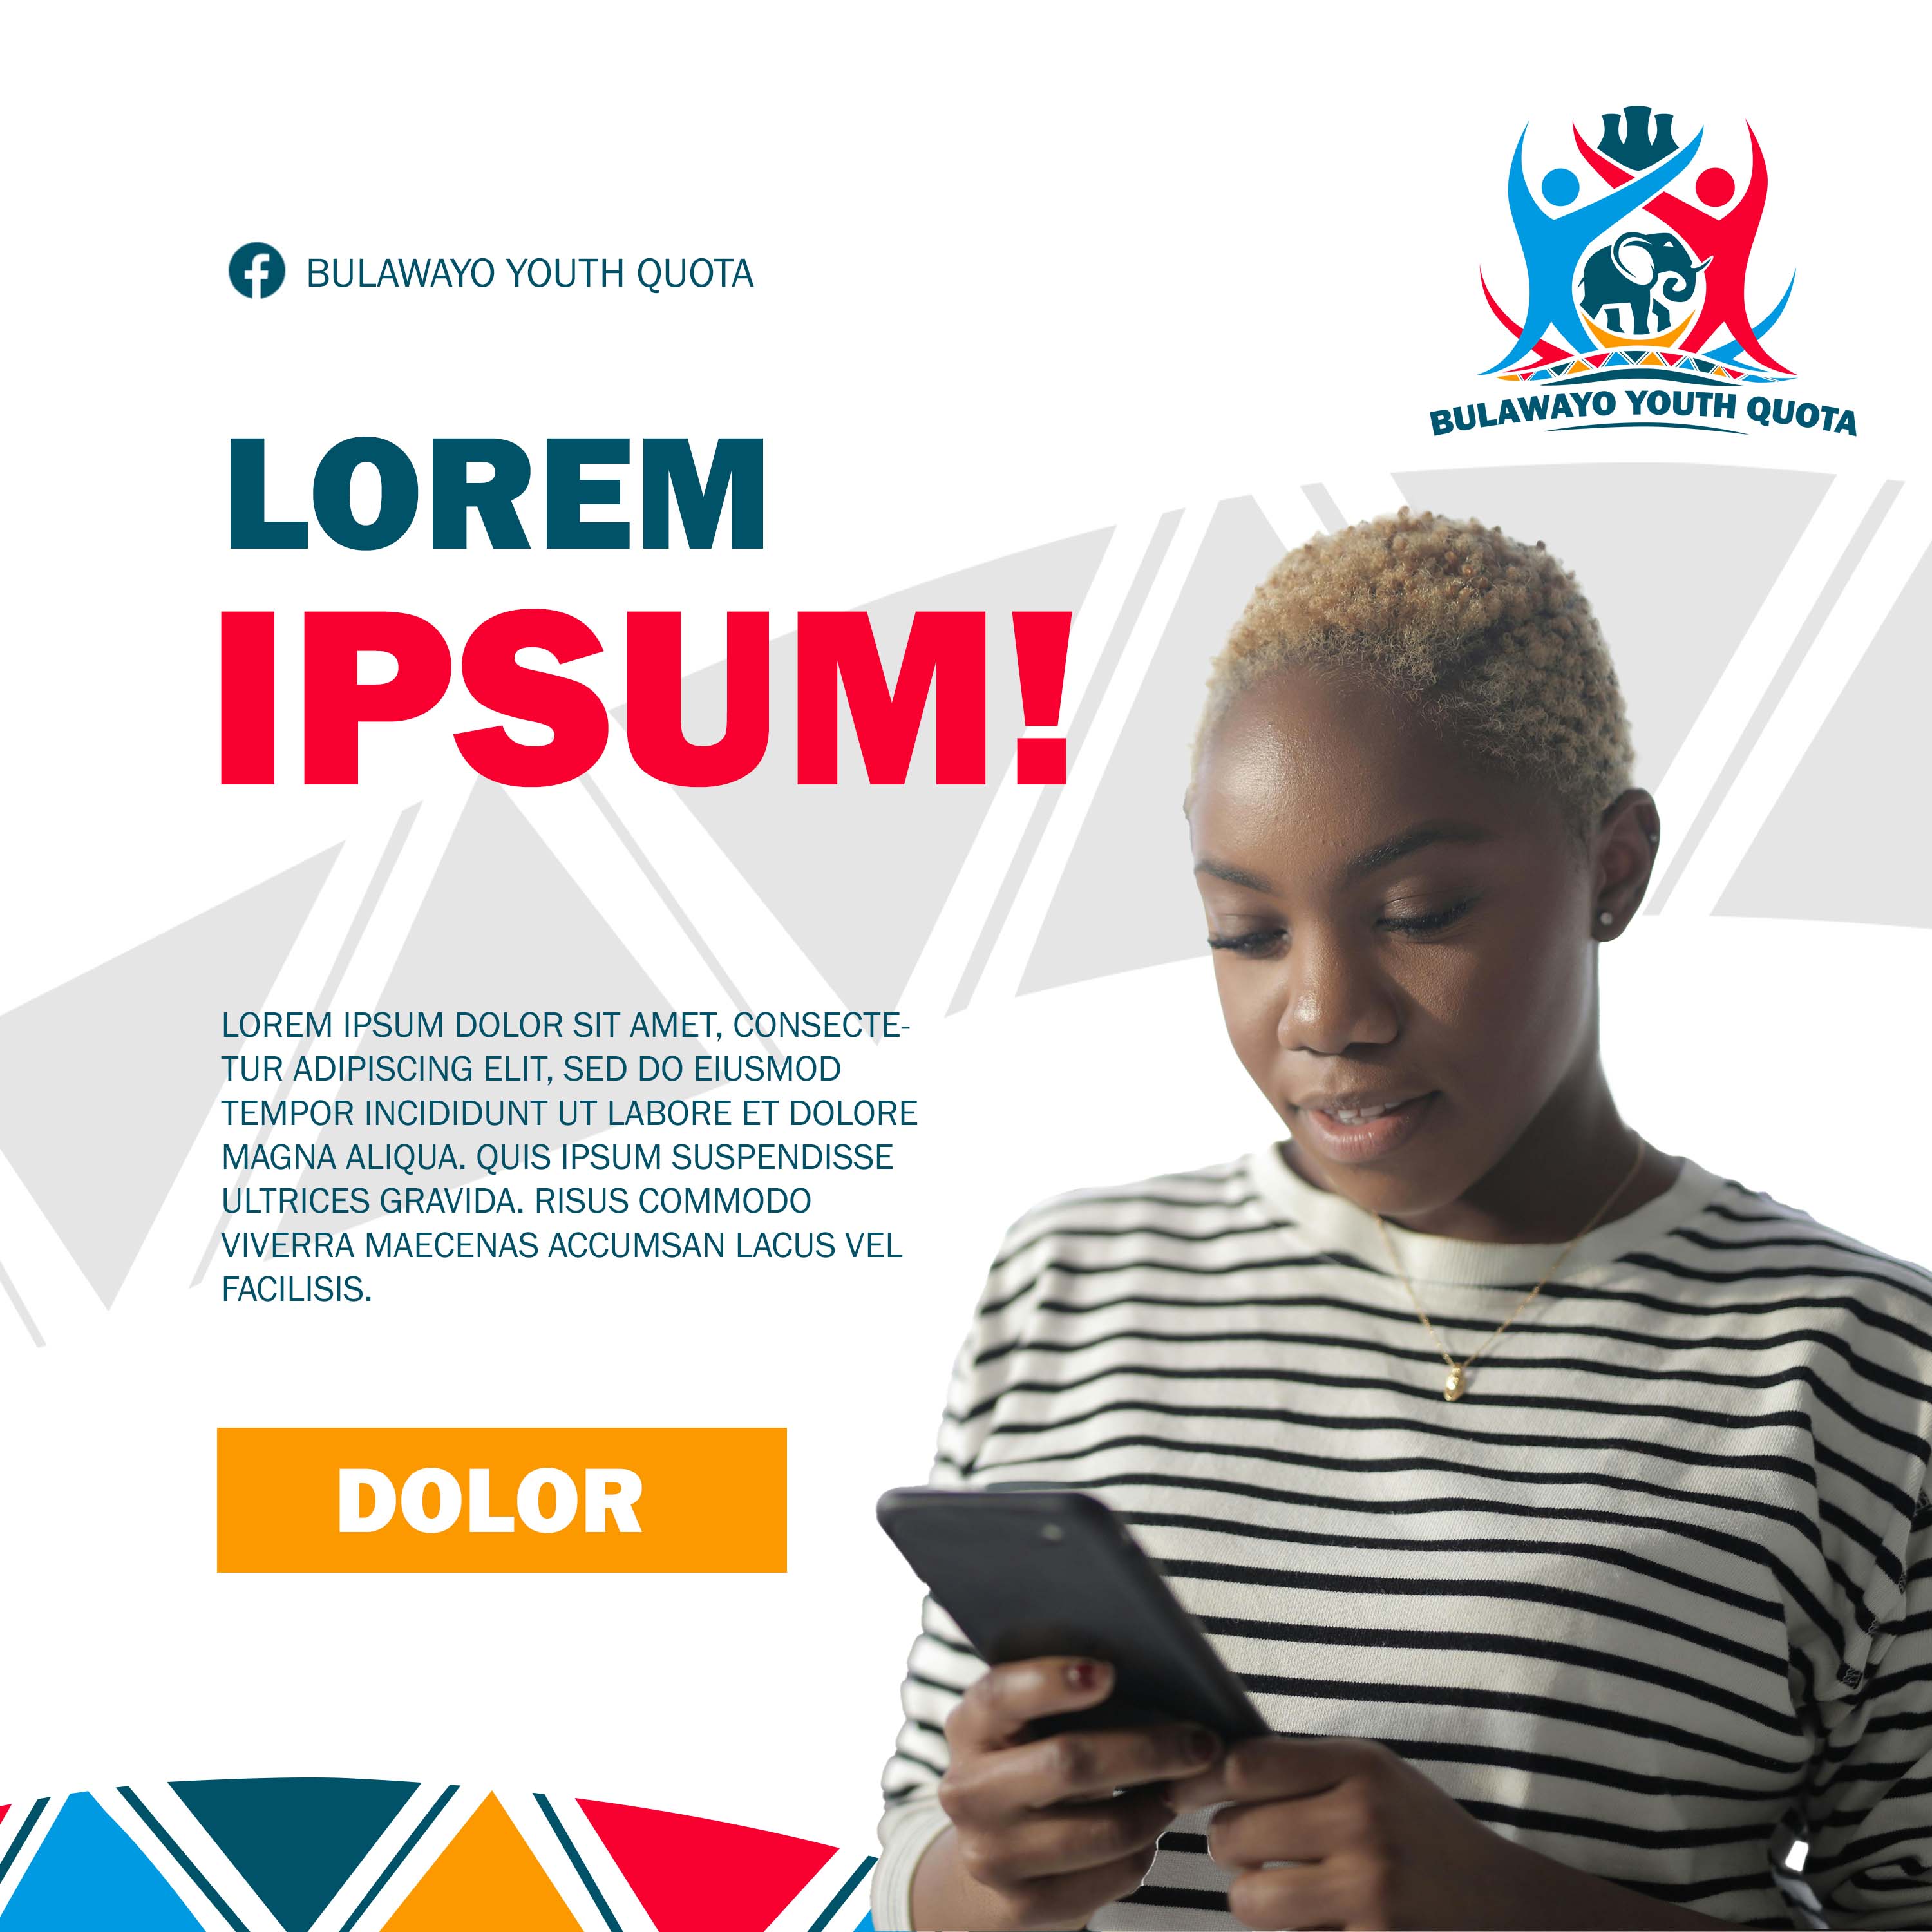 BULAWAYO YOUTH QUOTA
BULAWAYO YOUTH QUOTA
LOREM
IPSUM!
LOREM IPSUM DOLOR SIT AMET, CONSECTE-
TUR ADIPISCING ELIT, SED DO EIUSMOD
TEMPOR INCIDIDUNT UT LABORE ET DOLORE
MAGNA ALIQUA. QUIS IPSUM SUSPENDISSE
ULTRICES GRAVIDA. RISUS COMMODO
VIVERRA MAECENAS ACCUMSAN LACUS VEL
FACILISIS.
DOLOR